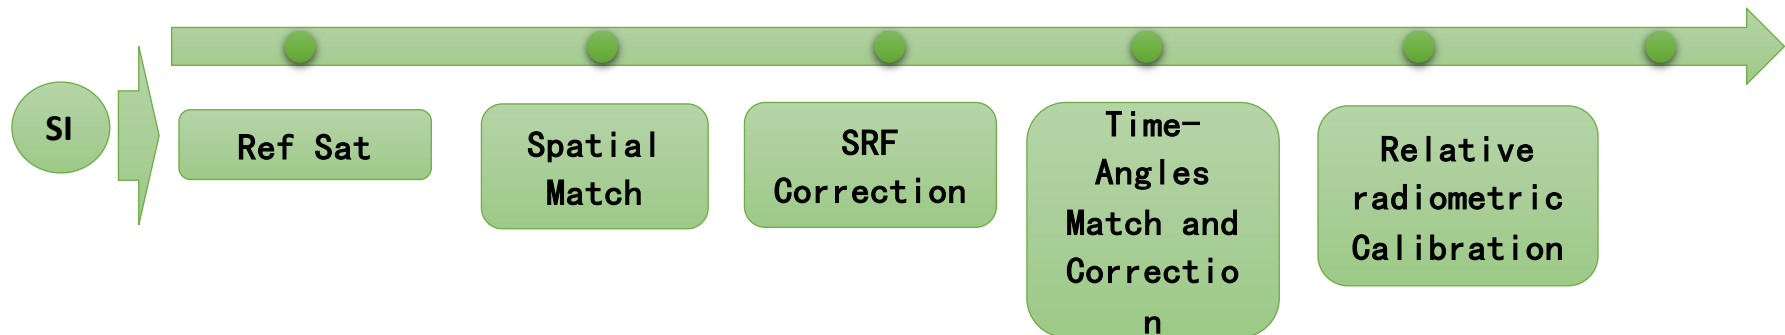 SI
Ref Sat
Spatial
Match
SRF
Correction
Time-
Angles
Match and
Correctio
n
Relative
radiometric
Calibration